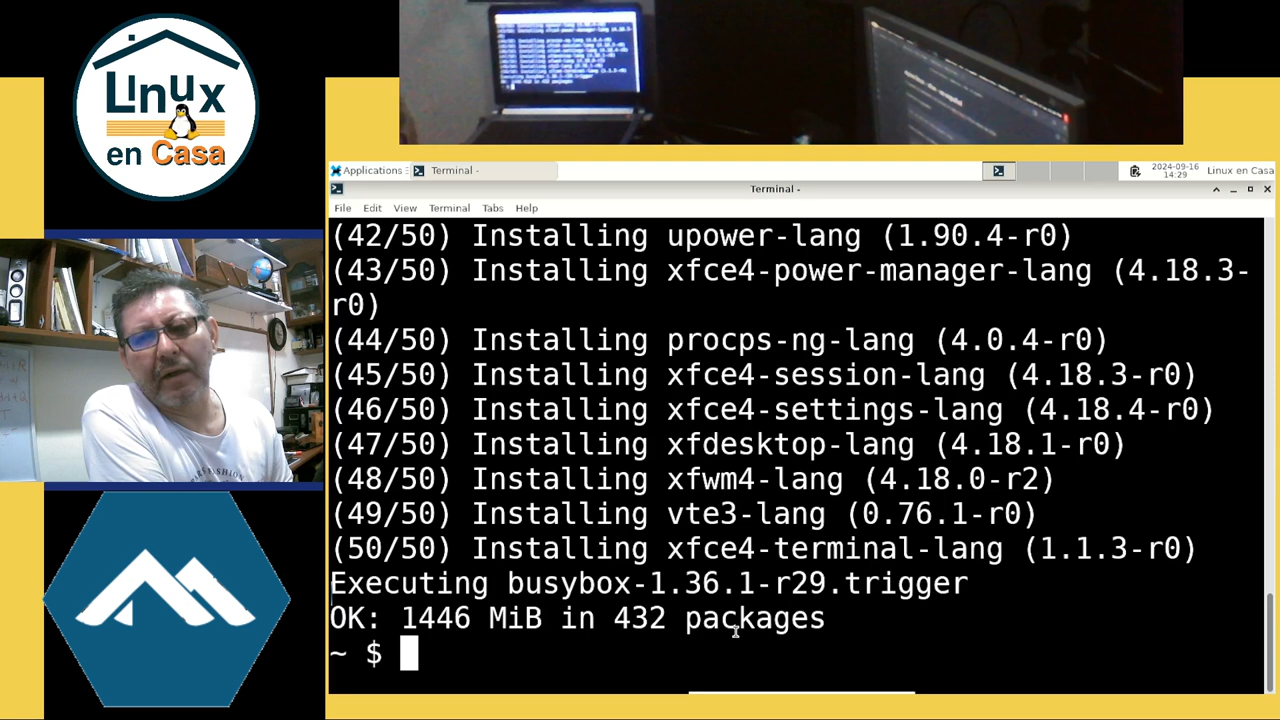 Linux
en Casa
Applications
Terminal -
2024-09-16
14:29
Linux en Casa
Terminal -
File Edit View Terminal Tabs Help
(42/50) Installing upower-lang (1.90.4-r0)
(43/50) Installing xfce4-power-manager-lang (4.18.3-
r0)
(44/50) Installing procps-ng-lang (4.0.4-r0)
(45/50) Installing xfce4-session-lang (4.18.3-r0)
(46/50) Installing xfce4-settings-lang (4.18.4-r0)
(47/50) Installing xfdesktop-lang (4.18.1-r0)
(48/50) Installing xfwm4-lang (4.18.0-r2)
(49/50) Installing vte3-lang (0.76.1-r0)
(50/50) Installing xfce4-terminal-lang (1.1.3-r0)
Executing busybox-1.36.1-r29.trigger
OK: 1446 MiB in 432 packages
~ $